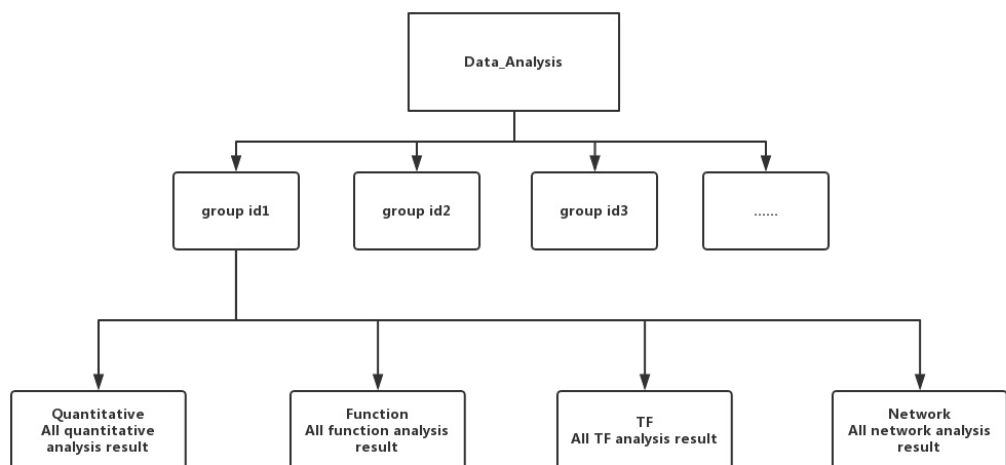 Data_Analysis
group id1
group id2
group id3
......
Quantitative
All quantitative
analysis result
Function
All function analysis
result
TF
All TF analysis result
Network
All network analysis
result